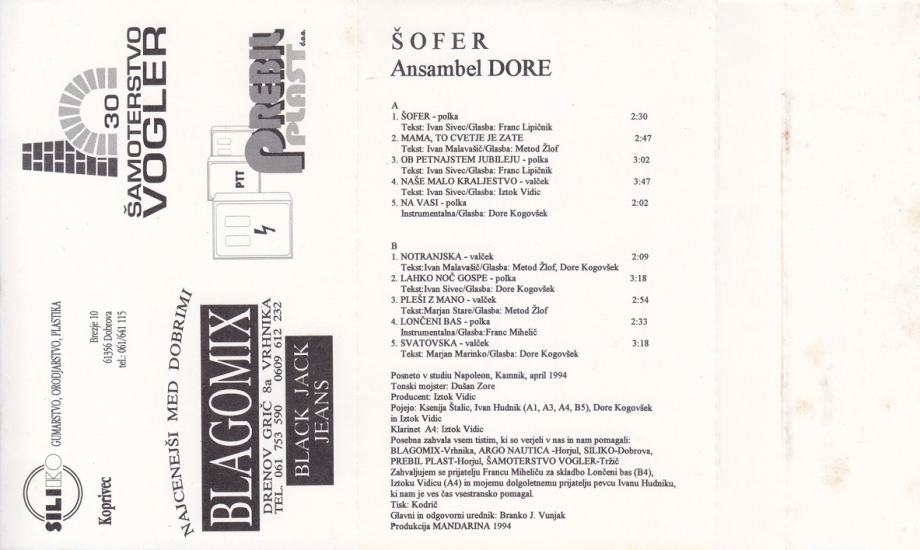 30
ŠAMOTERSTVO
VOGLER
PREBIL
PLAST
d.o.o.
PTT
SILIKO
GUMARSTVO, ORODJARSTVO, PLASTIKA
Koprivec
Brezje 10
61356 Dobrova
tel.: 061/641 115
NAJCENEJŠI MED DOBRIMI
BLAGOMIX
DRENOV GRIČ 8a VRHNIKA
TEL. 061 753 590 0609 612 232
BLACK JACK
JEANS
ŠOFER
Ansambel DORE
A
1. ŠOFER - polka 2:30
Tekst: Ivan Sivec/Glasba: Franc Lipičnik
2. MAMA, TO CVETJE JE ZATE 2:47
Tekst: Ivan Malavašič/Glasba: Metod Žlof
3. OB PETNAJSTEM JUBILEJU - polka 3:02
Tekst: Ivan Sivec/Glasba: Franc Lipičnik
4. NAŠE MALO KRALJESTVO - valček 3:47
Tekst: Ivan Sivec/Glasba: Iztok Vidic
5. NA VASI - polka 2:02
Instrumentalna/Glasba: Dore Kogovšek
B
1. NOTRANJSKA - valček 2:09
Tekst:Ivan Malavašič/Glasba: Metod Žlof, Dore Kogovšek
2. LAHKO NOČ GOSPE - polka 3:18
Tekst:Ivan Sivec/Glasba: Dore Kogovšek
3. PLEŠI Z MANO - valček 2:54
Tekst:Marjan Stare/Glasba: Metod Žlof
4. LONČENI BAS - polka 2:33
Instrumentalna/Glasba:Franc Mihelič
5. SVATOVSKA - valček 3:18
Tekst: Marjan Marinko/Glasba: Dore Kogovšek
Posneto v studiu Napoleon, Kamnik, april 1994
Tonski mojster: Dušan Zore
Producent: Iztok Vidic
Pojejo: Ksenija Štalic, Ivan Hudnik (A1, A3, A4, B5), Dore Kogovšek
in Iztok Vidic
Klarinet A4: Iztok Vidic
Posebna zahvala vsem tistim, ki so verjeli v nas in nam pomagali:
BLAGOMIX-Vrhnika, ARGO NAUTICA -Horjul, SILIKO-Dobrova,
PREBIL PLAST-Horjul, ŠAMOTERSTVO VOGLER-Tržič
Zahvaljujem se prijatelju Francu Miheliču za skladbo Lončeni bas (B4),
Iztoku Vidicu (A4) in mojemu dolgoletnemu prijatelju pevcu Ivanu Hudniku,
ki nam je ves čas vsestransko pomagal.
Tisk: Kodrič
Glavni in odgovorni urednik: Branko J. Vunjak
Produkcija MANDARINA 1994